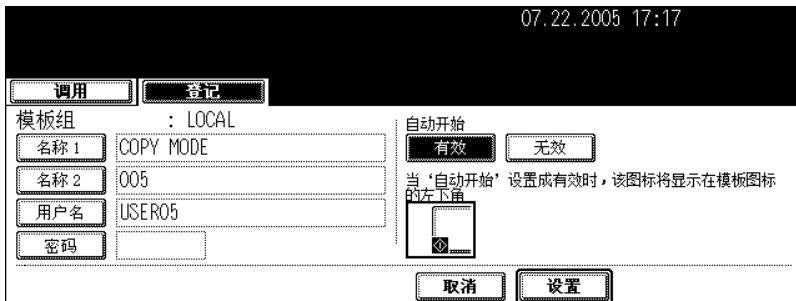 07.22.2005 17:17
调用 登记
模板组 : LOCAL
名称 1 COPY MODE
名称 2 005
用户名 USER05
密码
自动开始
有效 无效
当‘自动开始’设置成有效时，该图标将显示在模板图标
的左下角
取消 设置